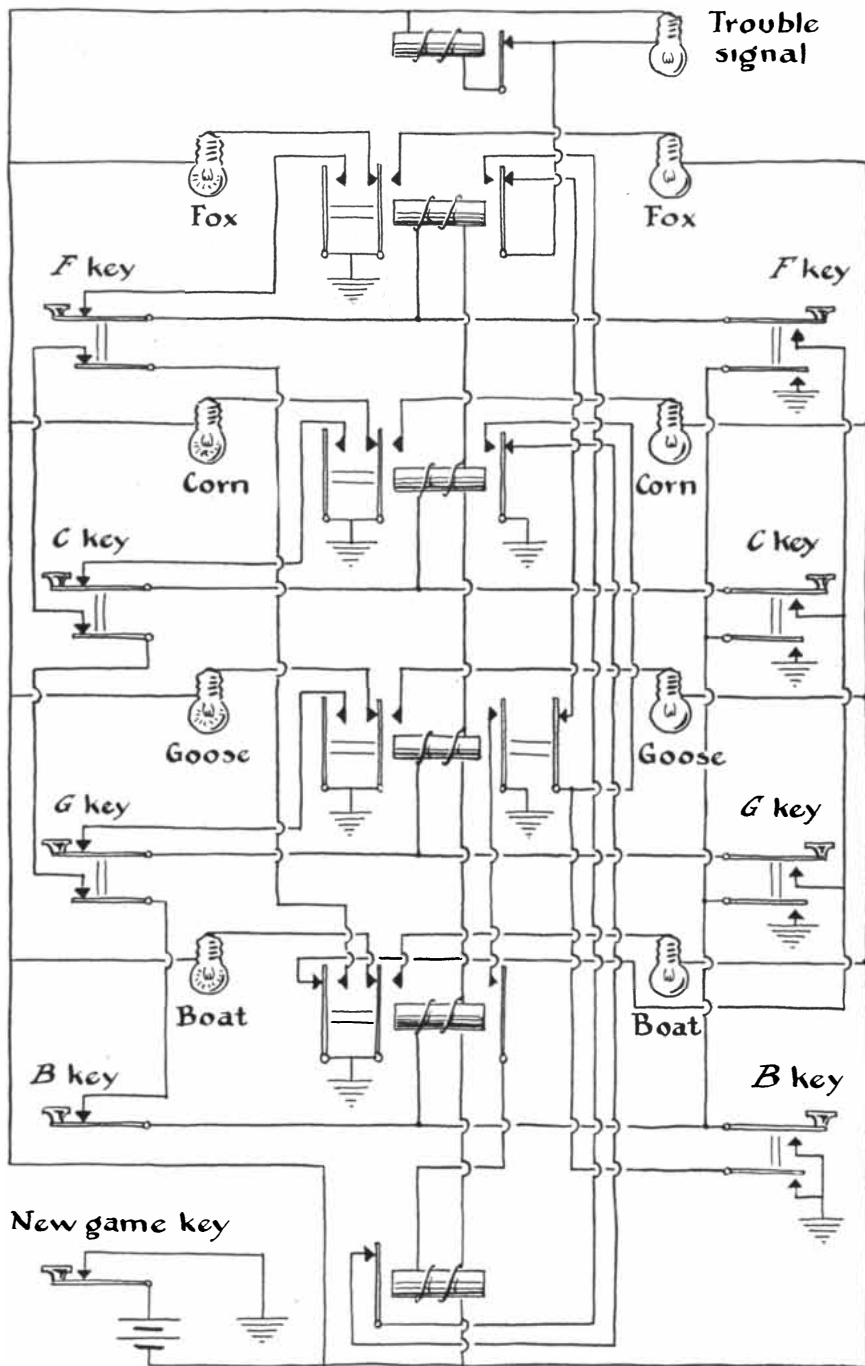 Trouble
signal
Fox
Fox
F key
F key
Corn
Corn
C key
C key
Goose
Goose
G key
G key
Boat
Boat
B key
B key
New game key